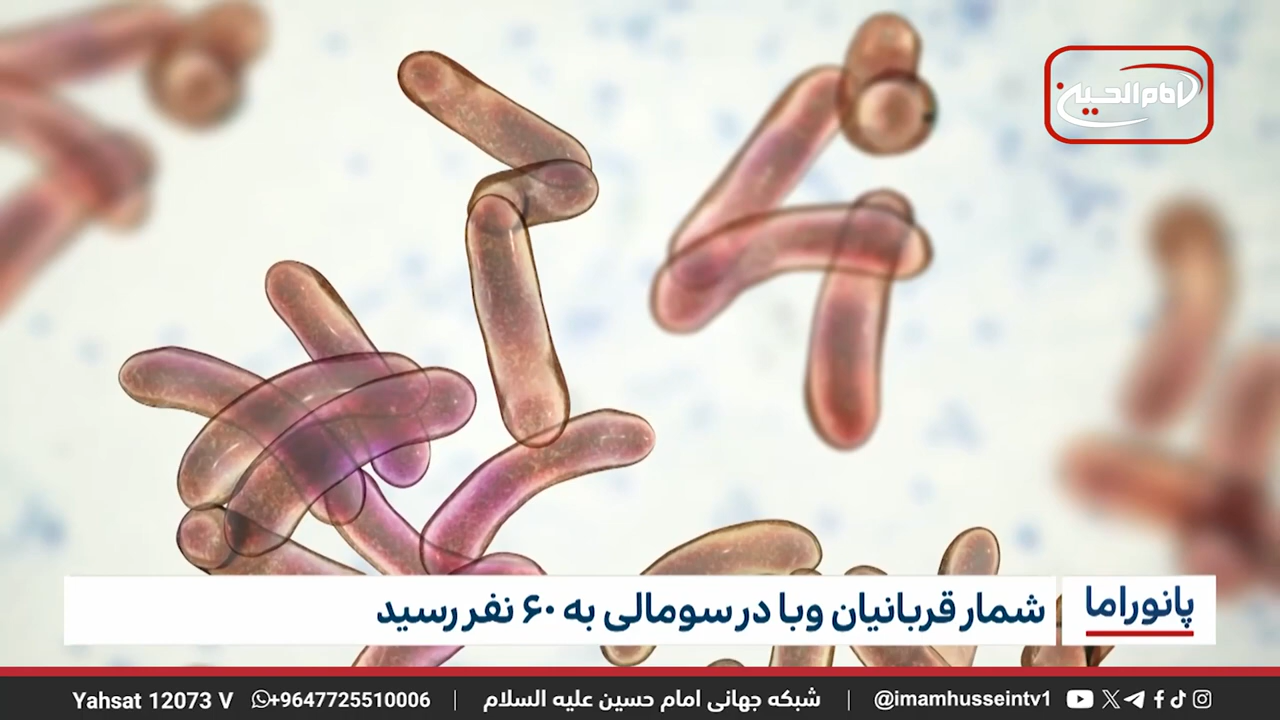 امام الحسین
پانوراما
شمار قربانیان وبا در سومالی به ۶۰ نفر رسید
Yahsat 12073 V | +9647725510006 | شبکه جهانی امام حسین علیه السلام | @imamhusseintv1